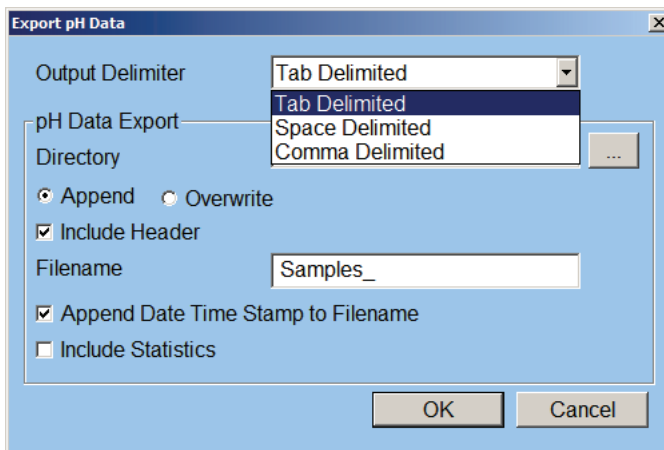 Export pH Data
Output Delimiter
Tab Delimited
Tab Delimited
Space Delimited
Comma Delimited
pH Data Export
Directory
...
Append
Overwrite
Include Header
Filename
Samples_
Append Date Time Stamp to Filename
Include Statistics
OK
Cancel